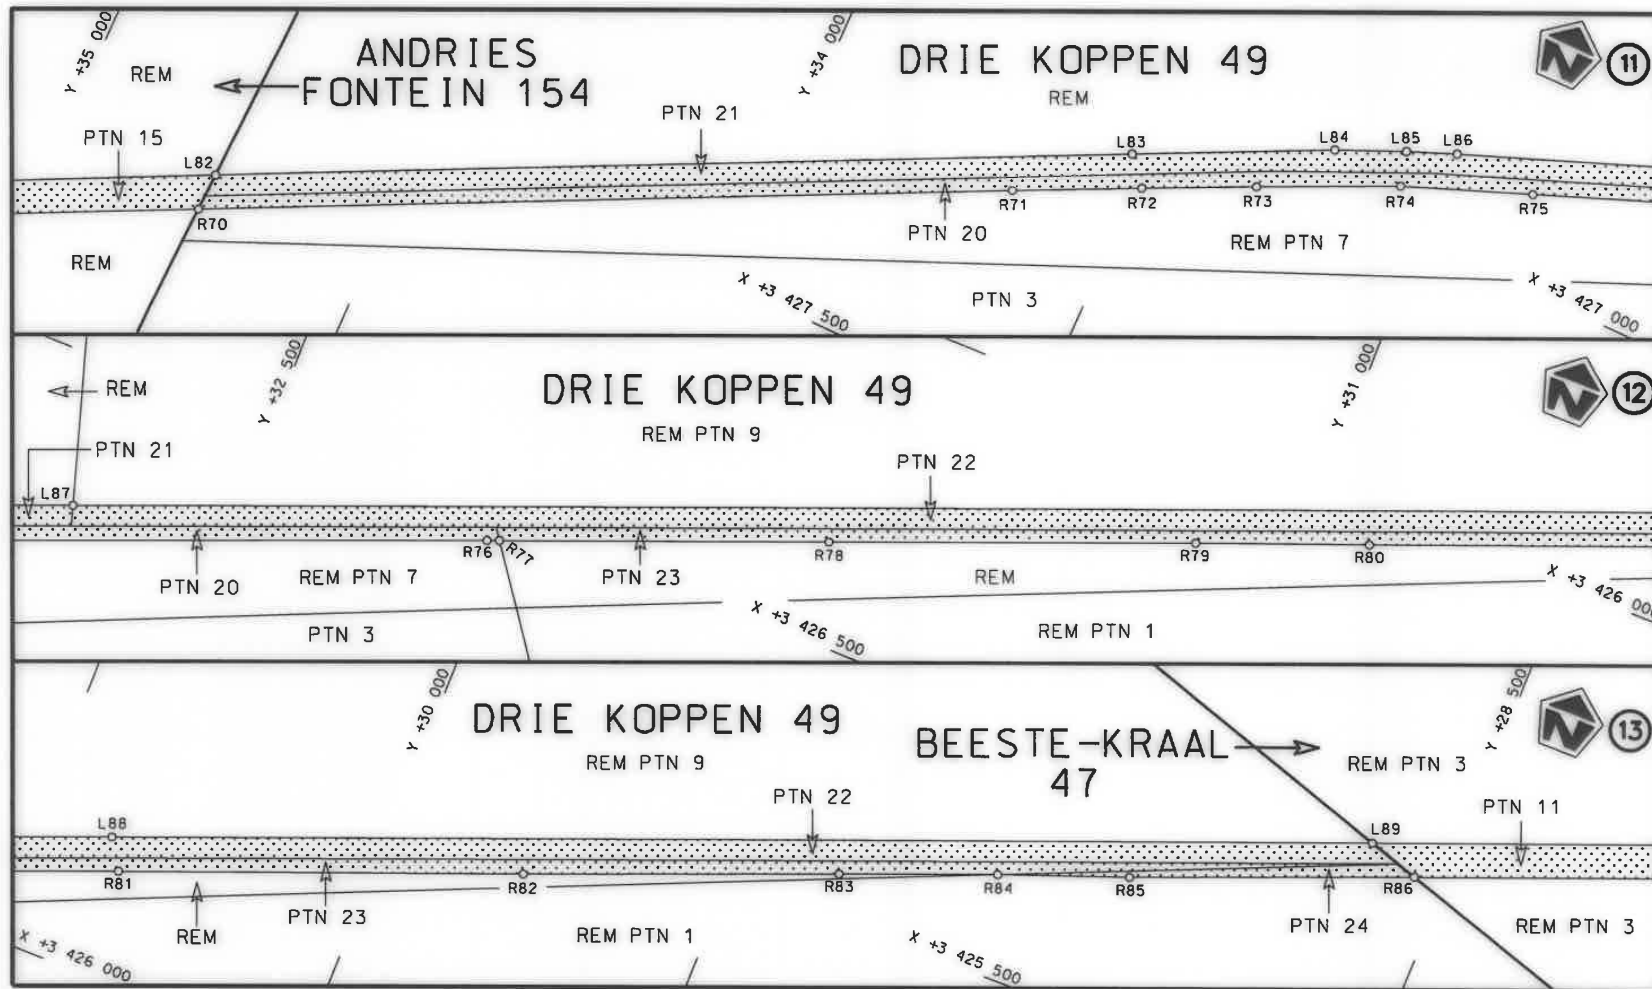 Y +35 000
REM
ANDRIES
FONTEIN 154
Y +34 000
DRIE KOPPEN 49
REM
N
11
PTN 15
PTN 21
L82
L83
L84
L85
L86
R70
R71
R72
R73
R74
R75
PTN 20
REM PTN 7
REM
PTN 3
X +3 427 500
X +3 427 000
REM
Y +32 500
DRIE KOPPEN 49
REM PTN 9
Y +31 000
N
12
PTN 21
PTN 22
L87
R76
R77
R78
R79
R80
PTN 20
REM PTN 7
PTN 23
REM
X +3 426 000
PTN 3
X +3 426 500
REM PTN 1
Y +30 000
DRIE KOPPEN 49
REM PTN 9
BEESTE-KRAAL
47
REM PTN 3
Y +28 500
N
13
PTN 22
PTN 11
L88
L89
R81
R82
R83
R84
R85
R86
PTN 23
REM
REM PTN 1
PTN 24
REM PTN 3
X +3 426 000
X +3 425 500